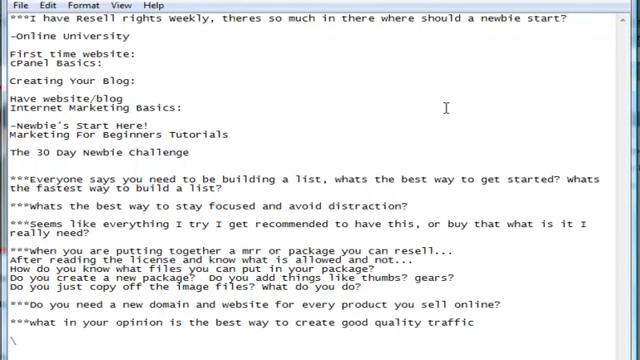 File Edit Format View Help
***I have Resell rights Weekly, theres so much in there where should a newbie start?
-Online University
First time website:
cPanel Basics:
Creating Your Blog:
Have website/blog
Internet Marketing Basics:
-Newbie's Start Here!
Marketing For Beginners Tutorials
The 30 Day Newbie Challenge
***Everyone says you need to be building a list, whats the best way to get started? Whats
the fastest way to build a list?
***Whats the best way to stay focused and avoid distraction?
***Seems like everything I try I get recommended to have this, or buy that what is it I
really need?
***when you are putting together a mrr or package you can resell...
After reading the license and know what is allowed and not...
How do you know what files you can put in your package?
Do you create a new package?  Do you add things like thumbs? gears?
Do you just copy off the image files? What do you do?
***Do you need a new domain and website for every product you sell online?
***what in your opinion is the best way to create good quality traffic
\